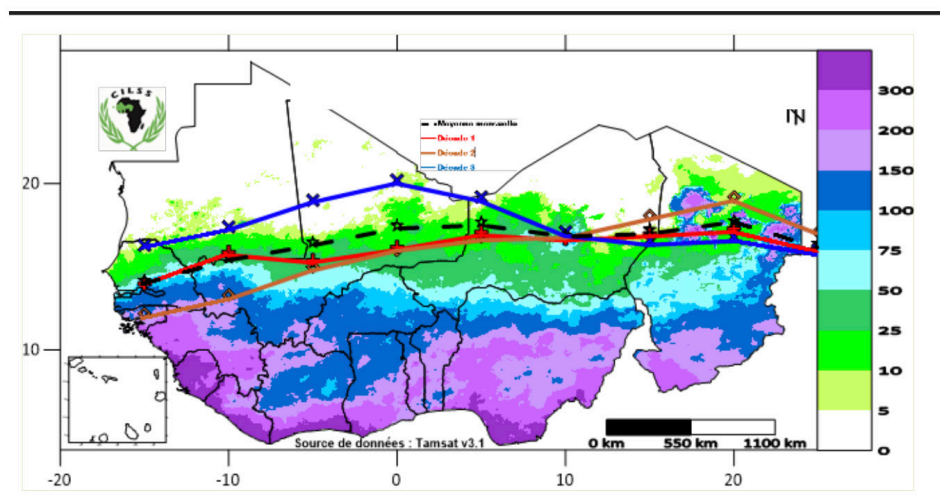 CILSS
N
Moyenne mensuelle
Décade 1
Décade 2
Décade 3
300
200
150
100
75
50
25
10
5
0
20
10
Source de données : Tamsat v3.1
0 km 550 km 1100 km
-20 -10 0 10 20